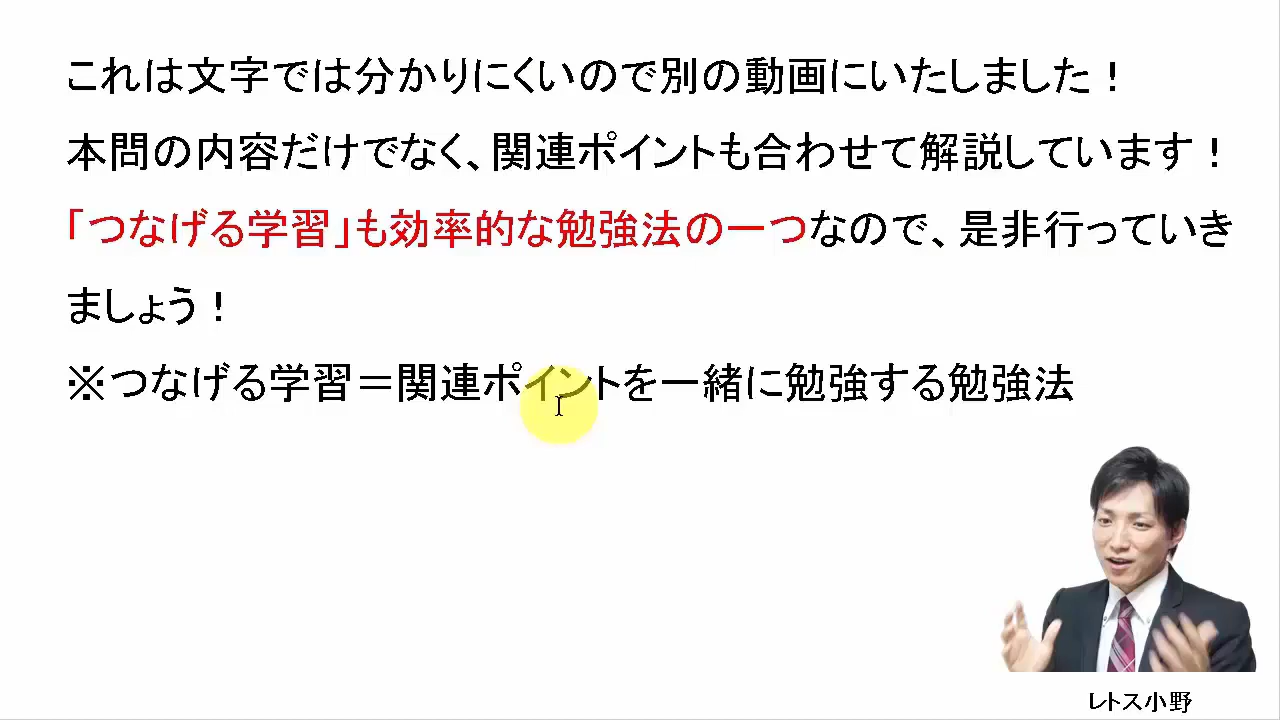 これは文字では分かりにくいので別の動画にいたしました！
本問の内容だけでなく、関連ポイントも合わせて解説しています！
「つなげる学習」も効率的な勉強法の一つなので、是非行っていき
ましょう！
※つなげる学習＝関連ポイントを一緒に勉強する勉強法
レトス小野